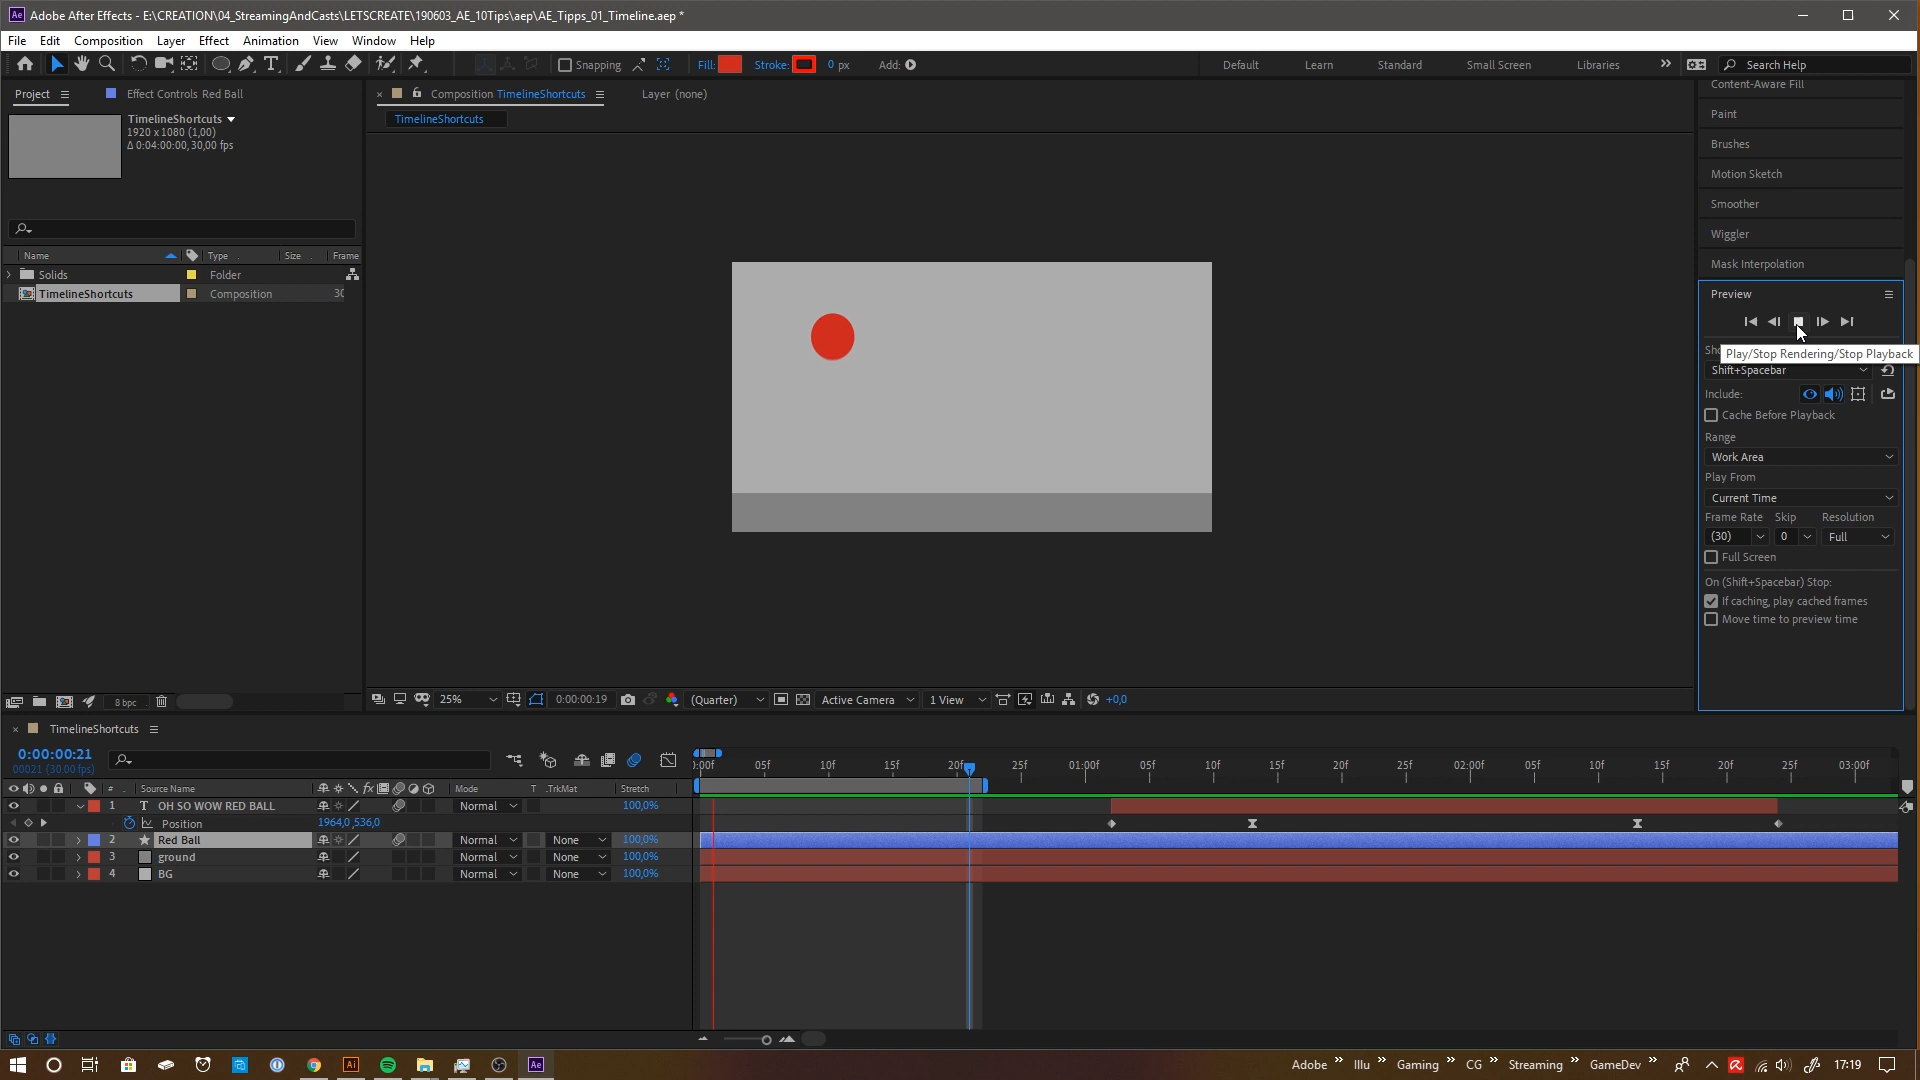 Adobe After Effects - E:\CREATION\04_StreamingAndCasts\LETSCREATE\190603_AE_10Tips\aep\AE_Tipps_01_Timeline.aep *
File Edit Composition Layer Effect Animation View Window Help
Snapping Fill: Stroke: 0 px Add: Default Learn Standard Small Screen Libraries Search Help
Project Effect Controls Red Ball Composition TimelineShortcuts Layer (none)
TimelineShortcuts
1920 x 1080 (1,00)
Δ 0:04:00:00, 30,00 fps
TimelineShortcuts
Name Type Size Frame
Solids Folder
TimelineShortcuts Composition 30
8 bpc
25% 0:00:00:19 (Quarter) Active Camera 1 View +0,0
Content-Aware Fill
Paint
Brushes
Motion Sketch
Smoother
Wiggler
Mask Interpolation
Preview
Play/Stop Rendering/Stop Playback
Shift+Spacebar
Include:
Cache Before Playback
Range
Work Area
Play From
Current Time
Frame Rate Skip Resolution
(30) 0 Full
Full Screen
On (Shift+Spacebar) Stop:
If caching, play cached frames
Move time to preview time
TimelineShortcuts
0:00:00:21
00021 (30.00 fps)
):00f 05f 10f 15f 20f 25f 01:00f 05f 10f 15f 20f 25f 02:00f 05f 10f 15f 20f 25f 03:00f
# Source Name Mode T .TrkMat Stretch
1 T OH SO WOW RED BALL Normal 100,0%
Position 1964,0,536,0
2 Red Ball Normal None 100,0%
3 ground Normal None 100,0%
4 BG Normal None 100,0%
Adobe Illu Gaming CG Streaming GameDev 17:19